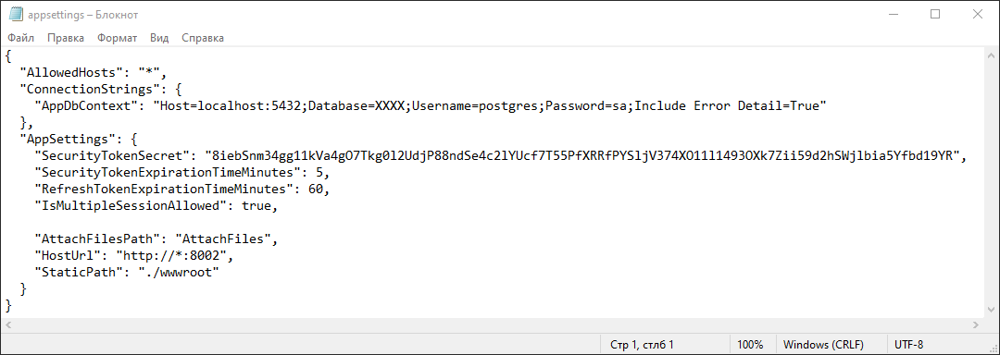 appsettings – Блокнот
Файл Правка Формат Вид Справка
{
  "AllowedHosts": "*",
  "ConnectionStrings": {
    "AppDbContext": "Host=localhost:5432;Database=XXXX;Username=postgres;Password=sa;Include Error Detail=True"
  },
  "AppSettings": {
    "SecurityTokenSecret": "8iebSnm34gg11kVa4gO7Tkg0l2UdjP88ndSe4c2lYUcf7T55PfXRRfPYSljV374XO11l1493OXk7Zii59d2hSWjlbia5Yfbd19YR",
    "SecurityTokenExpirationTimeMinutes": 5,
    "RefreshTokenExpirationTimeMinutes": 60,
    "IsMultipleSessionAllowed": true,
    "AttachFilesPath": "AttachFiles",
    "HostUrl": "http://*:8002",
    "StaticPath": "./wwwroot"
  }
}
Стр 1, стлб 1 100% Windows (CRLF) UTF-8